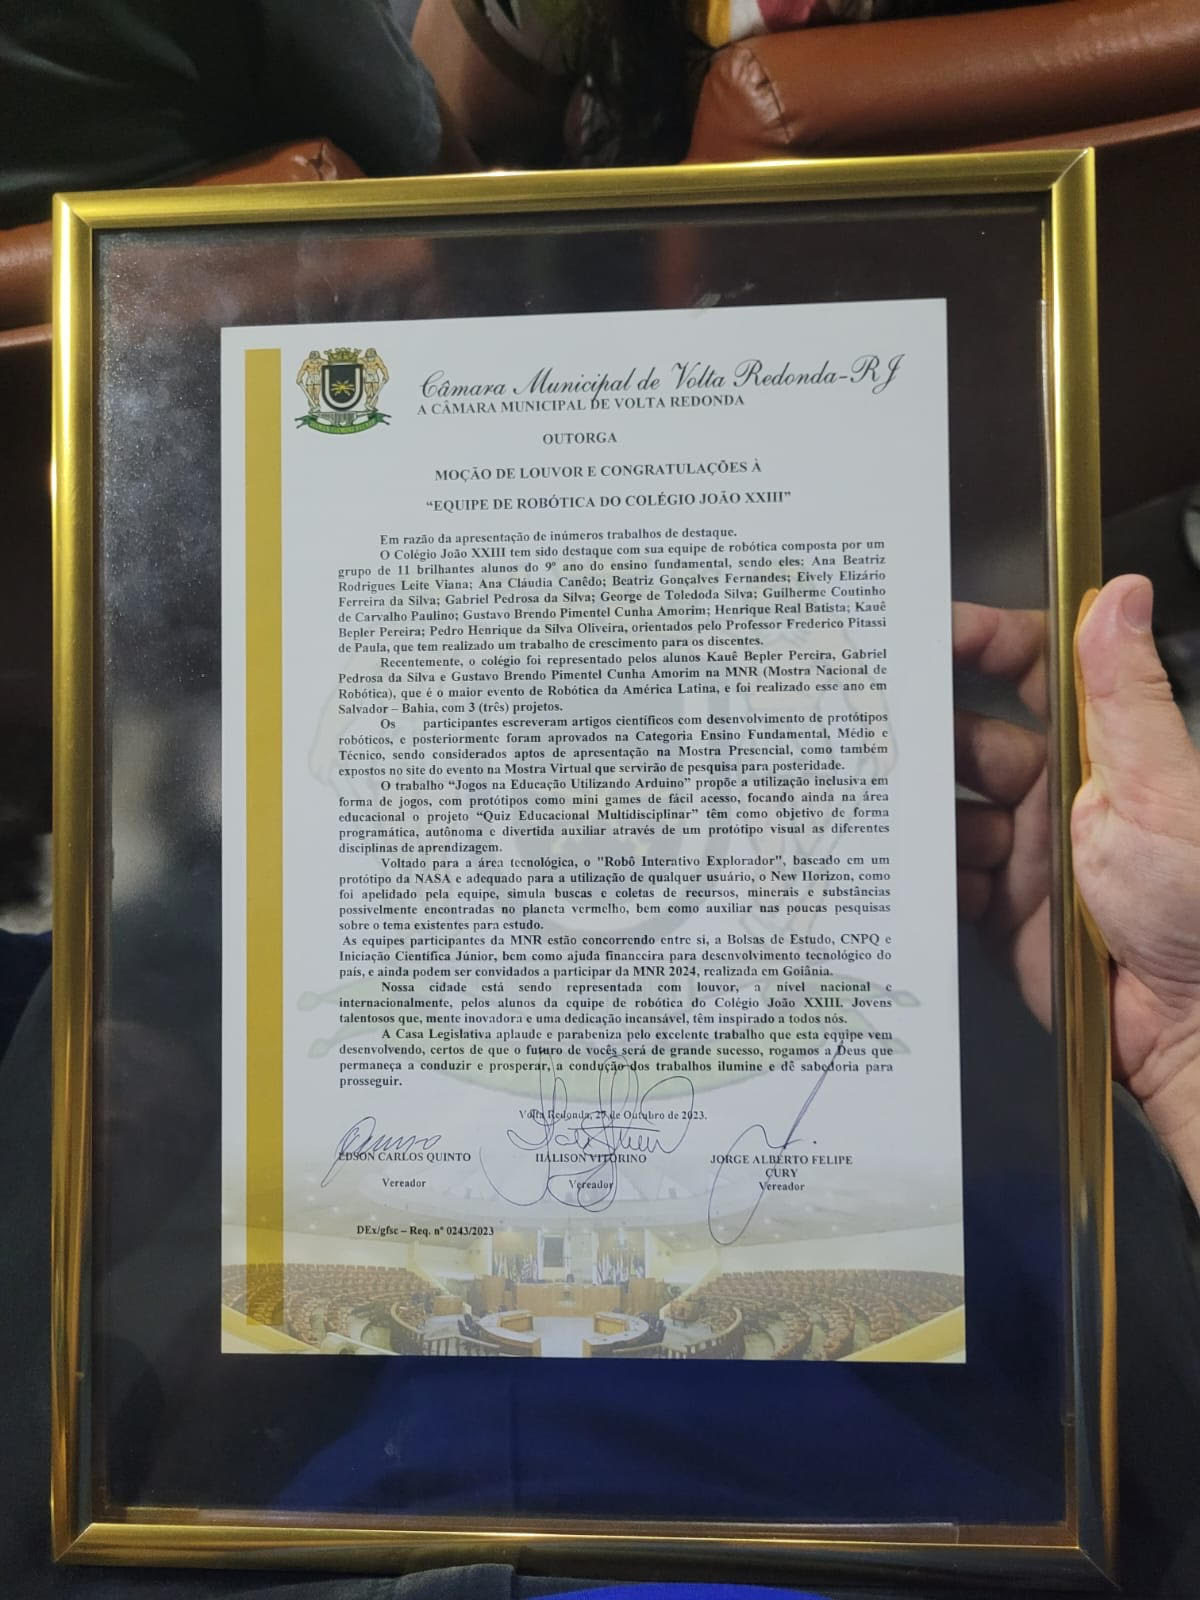 Câmara Municipal de Volta Redonda-RJ
A CÂMARA MUNICIPAL DE VOLTA REDONDA
OUTORGA
MOÇÃO DE LOUVOR E CONGRATULAÇÕES À
“EQUIPE DE ROBÓTICA DO COLÉGIO JOÃO XXIII”
Em razão da apresentação de inúmeros trabalhos de destaque.
O Colégio João XXIII tem sido destaque com sua equipe de robótica composta por um
grupo de 11 brilhantes alunos do 9º ano do ensino fundamental, sendo eles: Ana Beatriz
Rodrigues Leite Viana; Ana Cláudia Canêdo; Beatriz Gonçalves Fernandes; Eively Elizário
Ferreira da Silva; Gabriel Pedrosa da Silva; George de Toledoda Silva; Guilherme Coutinho
de Carvalho Paulino; Gustavo Brendo Pimentel Cunha Amorim; Henrique Real Batista; Kauê
Bepler Pereira; Pedro Henrique da Silva Oliveira, orientados pelo Professor Frederico Pitassi
de Paula, que tem realizado um trabalho de crescimento para os discentes.
Recentemente, o colégio foi representado pelos alunos Kauê Bepler Pereira, Gabriel
Pedrosa da Silva e Gustavo Brendo Pimentel Cunha Amorim na MNR (Mostra Nacional de
Robótica), que é o maior evento de Robótica da América Latina, e foi realizado esse ano em
Salvador – Bahia, com 3 (três) projetos.
Os participantes escreveram artigos científicos com desenvolvimento de protótipos
robóticos, e posteriormente foram aprovados na Categoria Ensino Fundamental, Médio e
Técnico, sendo considerados aptos de apresentação na Mostra Presencial, como também
expostos no site do evento na Mostra Virtual que servirão de pesquisa para posteridade.
O trabalho “Jogos na Educação Utilizando Arduino” propõe a utilização inclusiva em
forma de jogos, com protótipos como mini games de fácil acesso, focando ainda na área
educacional o projeto “Quiz Educacional Multidisciplinar” têm como objetivo de forma
programática, autônoma e divertida auxiliar através de um protótipo visual as diferentes
disciplinas de aprendizagem.
Voltado para a área tecnológica, o "Robô Interativo Explorador", baseado em um
protótipo da NASA e adequado para a utilização de qualquer usuário, o New Horizon, como
foi apelidado pela equipe, simula buscas e coletas de recursos, minerais e substâncias
possivelmente encontradas no planeta vermelho, bem como auxiliar nas poucas pesquisas
sobre o tema existentes para estudo.
As equipes participantes da MNR estão concorrendo entre si, a Bolsas de Estudo, CNPQ e
Iniciação Científica Júnior, bem como ajuda financeira para desenvolvimento tecnológico do
país, e ainda podem ser convidados a participar da MNR 2024, realizada em Goiânia.
Nossa cidade está sendo representada com louvor, a nível nacional e
internacionalmente, pelos alunos da equipe de robótica do Colégio João XXIII. Jovens
talentosos que, mente inovadora e uma dedicação incansável, têm inspirado a todos nós.
A Casa Legislativa aplaude e parabeniza pelo excelente trabalho que esta equipe vem
desenvolvendo, certos de que o futuro de vocês será de grande sucesso, rogamos a Deus que
permaneça a conduzir e prosperar, a condução dos trabalhos ilumine e dê sabedoria para
prosseguir.
Volta Redonda, 27 de Outubro de 2023.
EDSON CARLOS QUINTO HÁLISON VITORINO JORGE ALBERTO FELIPE
CURY
Vereador Vereador Vereador
DEx/gfsc – Req. nº 0243/2023